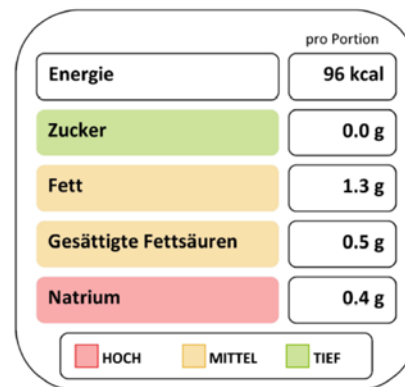 pro Portion
Energie 96 kcal
Zucker 0.0 g
Fett 1.3 g
Gesättigte Fettsäuren 0.5 g
Natrium 0.4 g
HOCH MITTEL TIEF